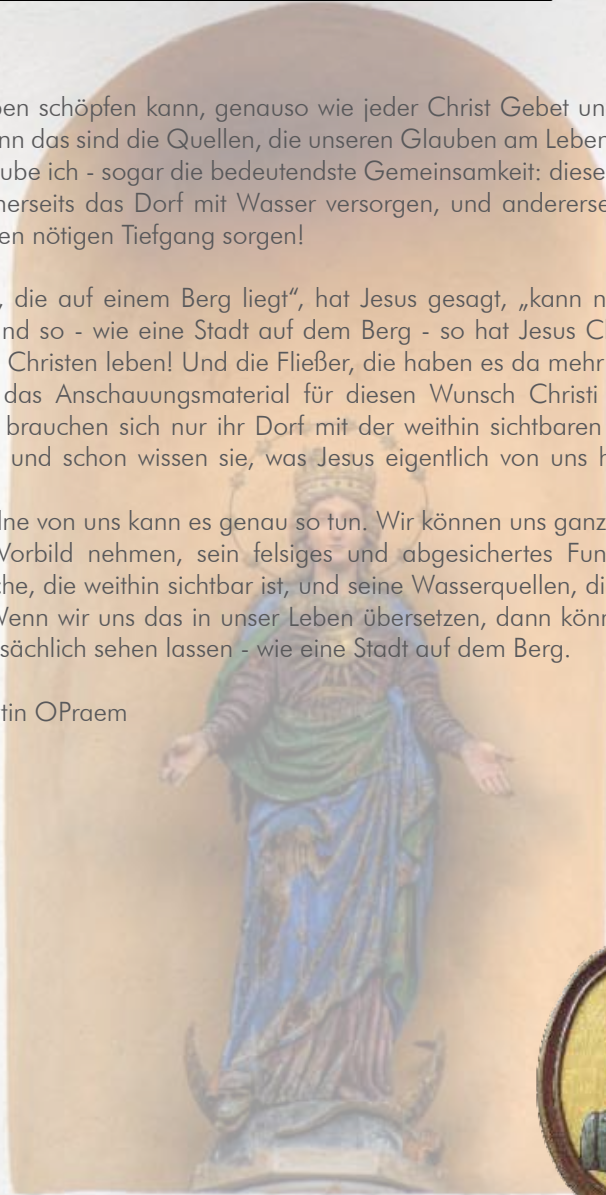 ben schöpfen kann, genauso wie jeder Christ Gebet un
nn das sind die Quellen, die unseren Glauben am Leben
ube ich - sogar die bedeutendste Gemeinsamkeit: diese
nerseits das Dorf mit Wasser versorgen, und anderersе
en nötigen Tiefgang sorgen!
, die auf einem Berg liegt“, hat Jesus gesagt, „kann n
nd so - wie eine Stadt auf dem Berg - so hat Jesus C
Christen leben! Und die Fließer, die haben es da mehr
das Anschauungsmaterial für diesen Wunsch Christi
brauchen sich nur ihr Dorf mit der weithin sichtbaren
und schon wissen sie, was Jesus eigentlich von uns h
lne von uns kann es genau so tun. Wir können uns ganz
Vorbild nehmen, sein felsiges und abgesichertes Fun
che, die weithin sichtbar ist, und seine Wasserquellen, di
Wenn wir uns das in unser Leben übersetzen, dann könn
sächlich sehen lassen - wie eine Stadt auf dem Berg.
tin OPraem